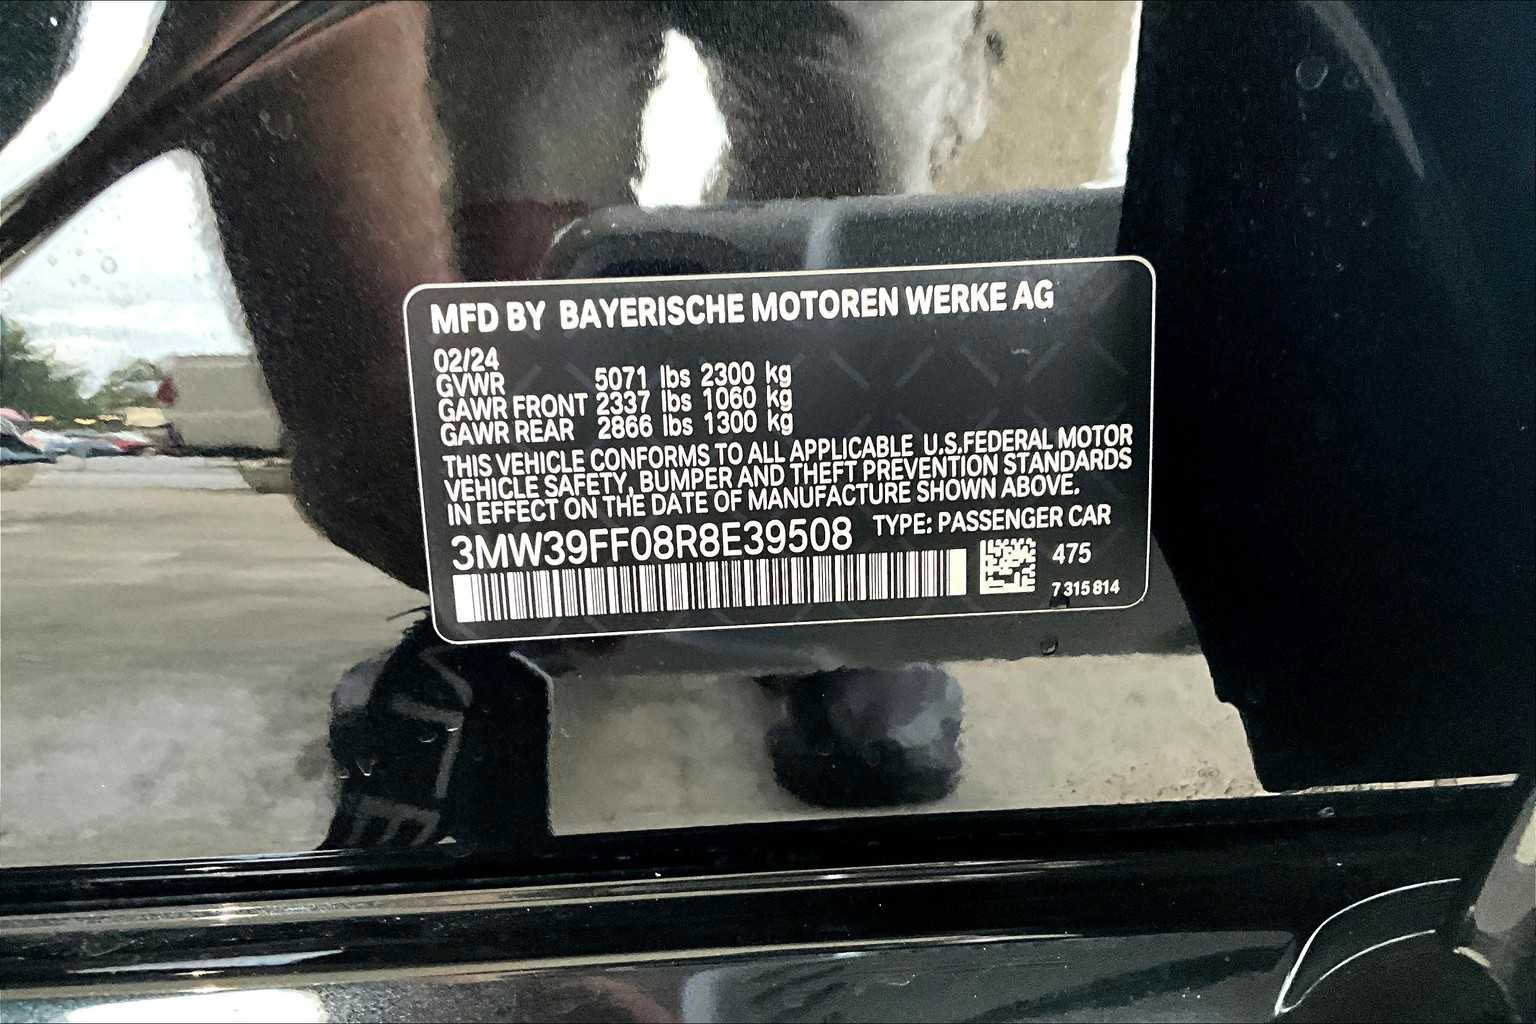 MFD BY BAYERISCHE MOTOREN WERKE AG
02/24
GVWR 5071 lbs 2300 kg
GAWR FRONT 2337 lbs 1060 kg
GAWR REAR 2866 lbs 1300 kg
THIS VEHICLE CONFORMS TO ALL APPLICABLE U.S.FEDERAL MOTOR
VEHICLE SAFETY, BUMPER AND THEFT PREVENTION STANDARDS
IN EFFECT ON THE DATE OF MANUFACTURE SHOWN ABOVE.
3MW39FF08R8E39508 TYPE: PASSENGER CAR
475
7 315 814